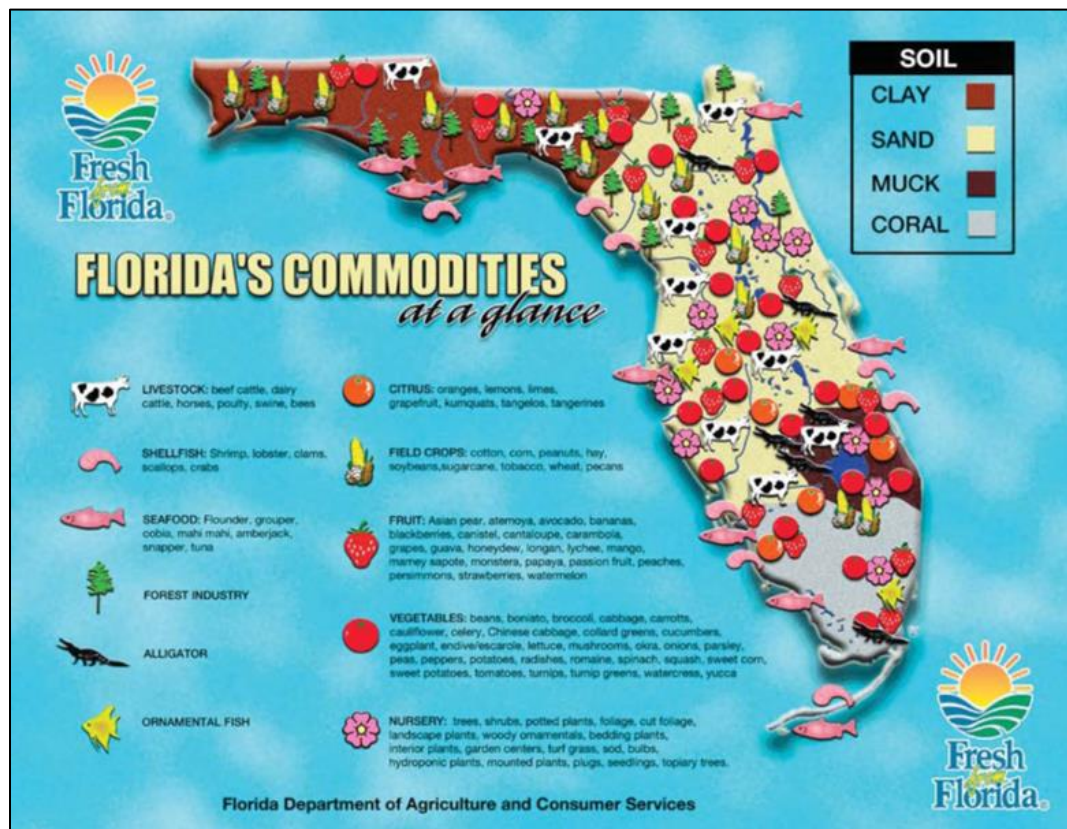 SOIL
CLAY
SAND
MUCK
CORAL
Fresh
from
Florida®
FLORIDA'S COMMODITIES
at a glance
LIVESTOCK: beef cattle, dairy
cattle, horses, poulty, swine, bees
SHELLFISH: Shrimp, lobster, clams,
scallops, crabs
SEAFOOD: Flounder, grouper,
cobia, mahi mahi, amberjack,
snapper, tuna
FOREST INDUSTRY
ALLIGATOR
ORNAMENTAL FISH
CITRUS: oranges, lemons, limes,
grapefruit, kumquats, tangelos, tangerines
FIELD CROPS: cotton, corn, peanuts, hay,
soybeans,sugarcane, tobacco, wheat, pecans
FRUIT: Asian pear, atemoya, avocado, bananas,
blackberries, canistel, cantaloupe, carambola,
grapes, guava, honeydew, longan, lychee, mango,
mamey sapote, monstera, papaya, passion fruit, peaches,
persimmons, strawberries, watermelon
VEGETABLES: beans, boniato, broccoli, cabbage, carrotts,
cauliflower, celery, Chinese cabbage, collard greens, cucumbers,
eggplant, endive/escarole, lettuce, mushrooms, okra, onions, parsley,
peas, peppers, potatoes, radishes, romaine, spinach, squash, sweet corn,
sweet potatoes, tomatoes, turnips, turnip greens, watercress, yucca
NURSERY: trees, shrubs, potted plants, foliage, cut foliage,
landscape plants, woody ornamentals, bedding plants,
interior plants, garden centers, turf grass, sod, bulbs,
hydroponic plants, mounted plants, plugs, seedlings, topiary trees.
Florida Department of Agriculture and Consumer Services
Fresh
from
Florida®